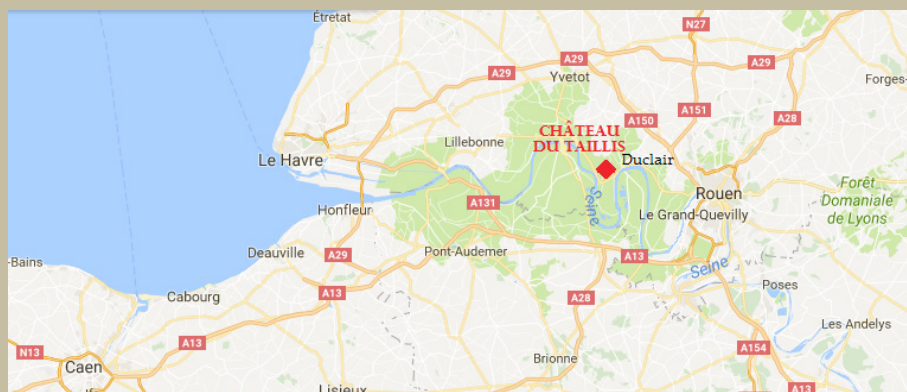 Étretat
N27
A29
A29
A29
Yvetot
Forges-
A151
A28
A150
CHÂTEAU
DU TAILLIS
Lillebonne
Duclair
Le Havre
Rouen
Forêt
Domaniale
de Lyons
Seine
A131
Honfleur
Le Grand-Quevilly
Deauville
A29
Pont-Audemer
A13
Seine
-Bains
A13
Cabourg
A28
Poses
Les Andelys
A13
N13
Caen
A154
Brionne
Lisieux